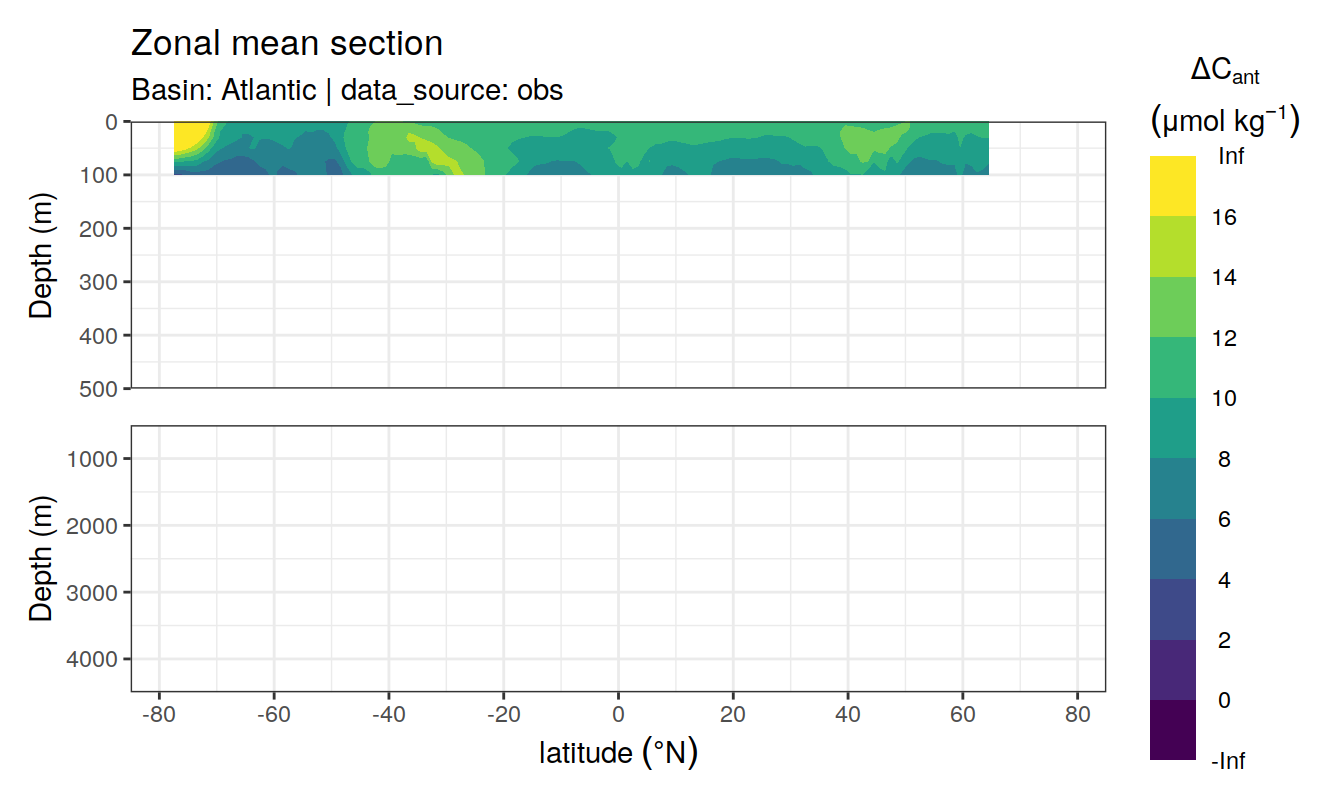 Zonal mean section
Basin: Atlantic | data_source: obs
ΔCant
(μmol kg⁻¹)
Depth (m)
0
100
200
300
400
500
Depth (m)
1000
2000
3000
4000
-80 -60 -40 -20 0 20 40 60 80
latitude (°N)
Inf
16
14
12
10
8
6
4
2
0
-Inf